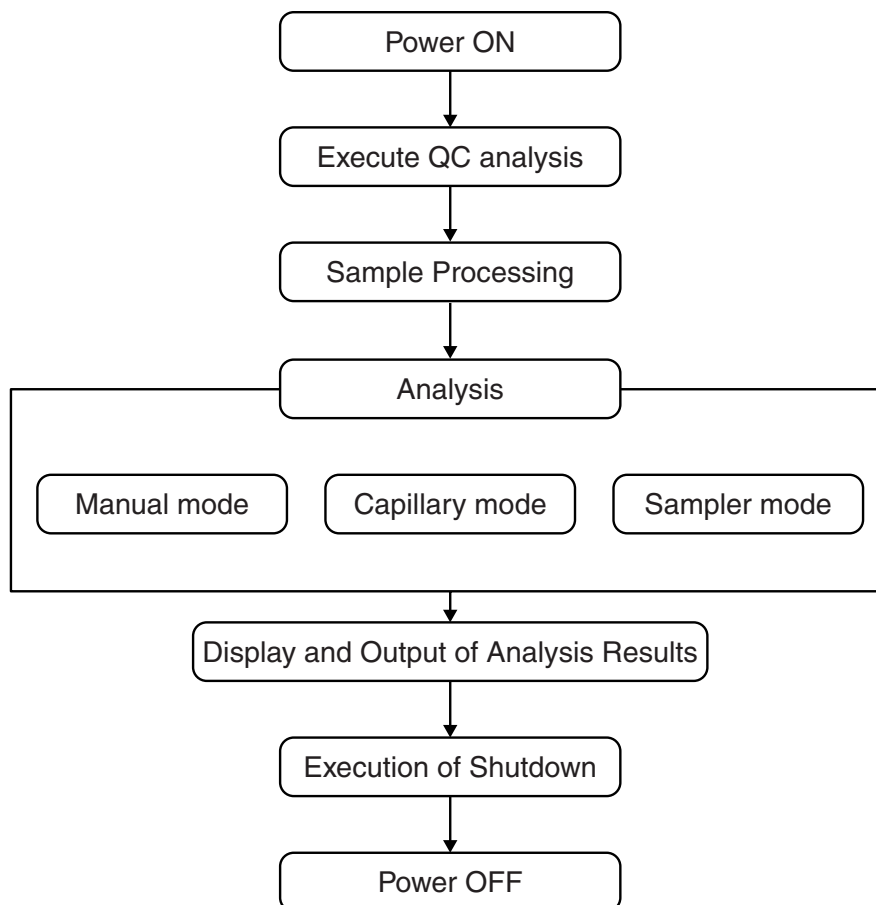 Power ON
Execute QC analysis
Sample Processing
Analysis
Manual mode
Capillary mode
Sampler mode
Display and Output of Analysis Results
Execution of Shutdown
Power OFF